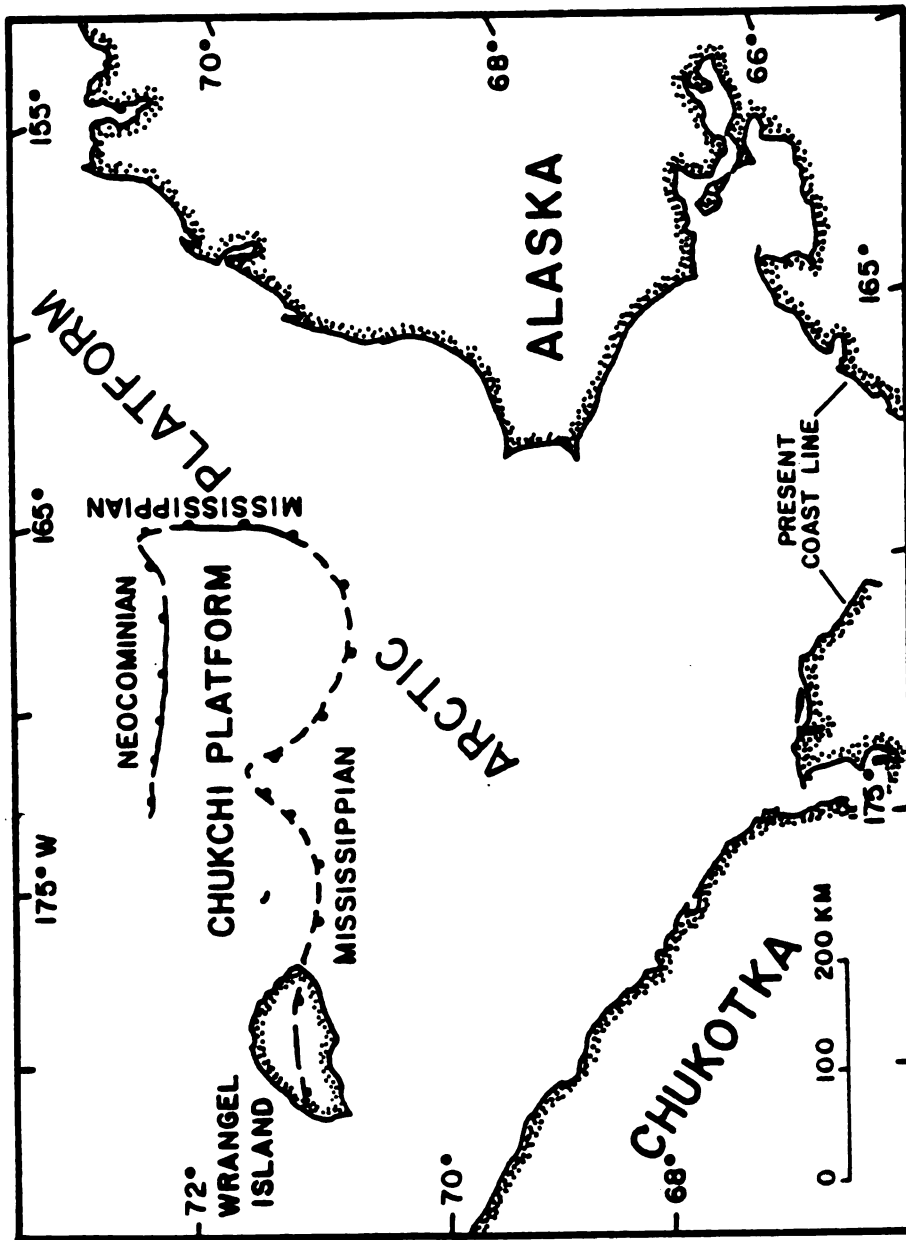 175° W
165°
155°
NEOCOMINIAN
MISSISSIPPIAN
PLATFORM
CHUKCHI PLATFORM
72°
70°
WRANGEL
ISLAND
MISSISSIPPIAN
ARCTIC
70°
68°
ALASKA
CHUKOTKA
68°
66°
PRESENT
COAST LINE
0 100 200 KM
175°
165°